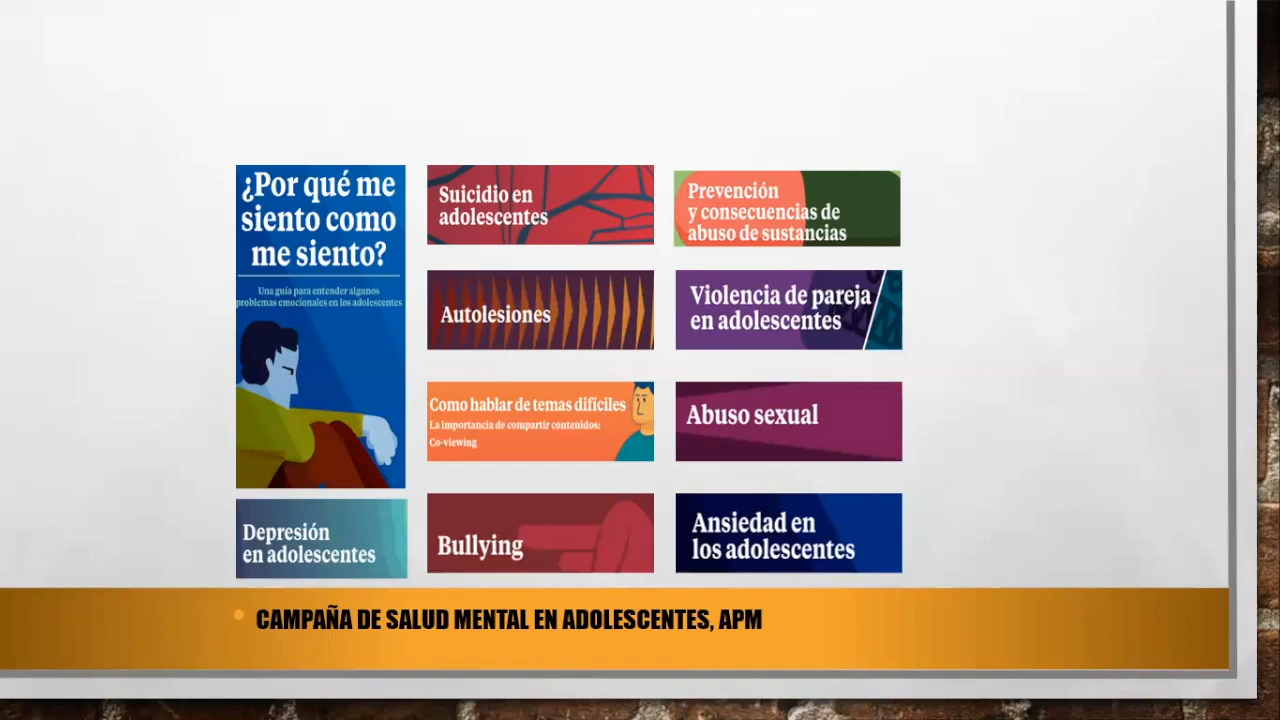 ¿Por qué me
siento como
me siento?
Una guía para entender algunos
problemas emocionales en los adolescentes
Depresión
en adolescentes
Suicidio en
adolescentes
Autolesiones
Como hablar de temas difíciles
La importancia de compartir contenidos:
Co-viewing
Bullying
Prevención
y consecuencias de
abuso de sustancias
Violencia de pareja
en adolescentes
Abuso sexual
Ansiedad en
los adolescentes
CAMPAÑA DE SALUD MENTAL EN ADOLESCENTES, APM